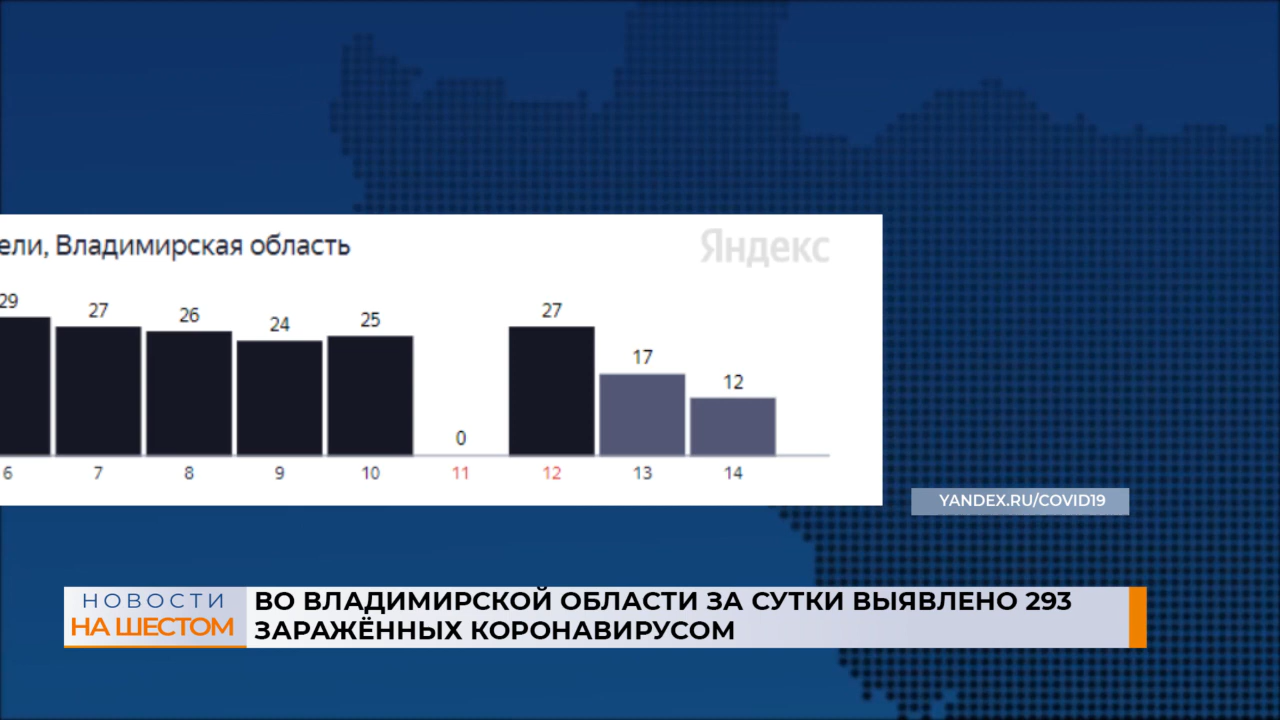 ели, Владимирская область
Яндекс
29 27 26 24 25 0 27 17 12
6 7 8 9 10 11 12 13 14
YANDEX.RU/COVID19
НОВОСТИ
НА ШЕСТОМ
ВО ВЛАДИМИРСКОЙ ОБЛАСТИ ЗА СУТКИ ВЫЯВЛЕНО 293
ЗАРАЖЁННЫХ КОРОНАВИРУСОМ